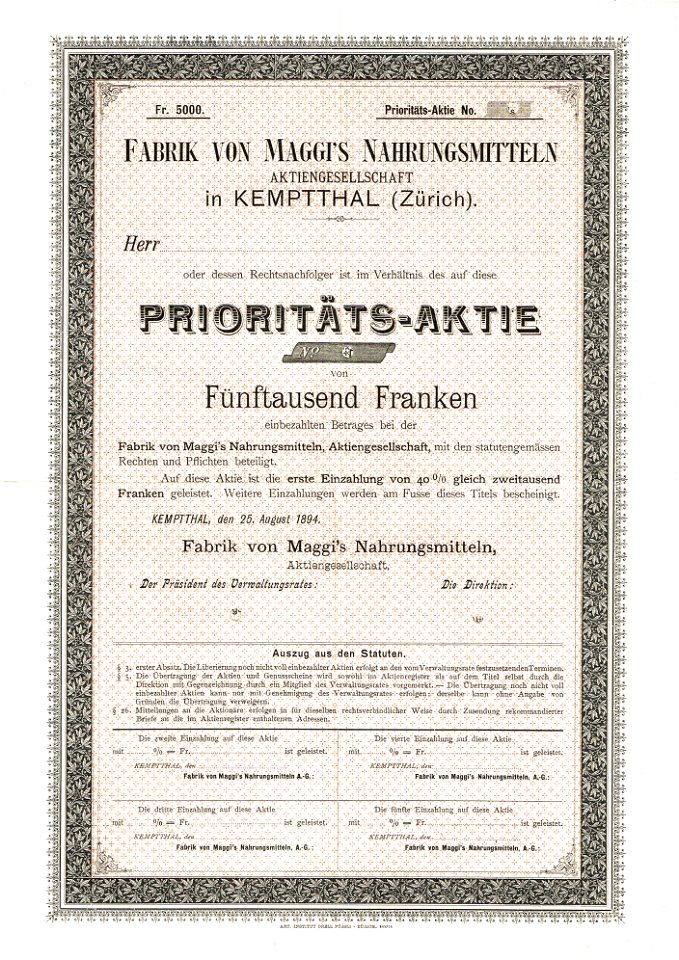 Fr. 5000. Prioritäts-Aktie No.
FABRIK VON MAGGI'S NAHRUNGSMITTELN
AKTIENGESELLSCHAFT
in KEMPTTHAL (Zürich).
Herr
oder dessen Rechtsnachfolger ist im Verhältnis des auf diese
PRIORITÄTS-AKTIE
No
von
Fünftausend Franken
einbezahlten Betrages bei der
Fabrik von Maggi's Nahrungsmitteln, Aktiengesellschaft, mit den statutengemässen
Rechten und Pflichten beteiligt.
Auf diese Aktie ist die erste Einzahlung von 40 % gleich zweitausend
Franken geleistet. Weitere Einzahlungen werden am Fusse dieses Titels bescheinigt.
KEMPTTHAL, den 25. August 1894.
Fabrik von Maggi's Nahrungsmitteln,
Aktiengesellschaft.
Der Präsident des Verwaltungsrates: Die Direktion:
Auszug aus den Statuten.
§ 3. erster Absatz. Die Liberierung noch nicht voll einbezahlter Aktien erfolgt an den vom Verwaltungsrate festzusetzenden Terminen.
§ 5. Die Übertragung der Aktien und Genussscheine wird sowohl im Aktienregister als auf dem Titel selbst durch die
Direktion mit Gegenzeichnung durch ein Mitglied des Verwaltungsrates vorgemerkt. — Die Übertragung noch nicht voll
einbezahlter Aktien kann nur mit Genehmigung des Verwaltungsrates erfolgen; derselbe kann ohne Angabe von
Gründen die Übertragung verweigern.
§ 26. Mitteilungen an die Aktionäre erfolgen in für dieselben rechtsverbindlicher Weise durch Zusendung rekommandierter
Briefe an die im Aktienregister enthaltenen Adressen.
Die zweite Einzahlung auf diese Aktie
mit % = Fr. ist geleistet.
KEMPTTHAL, den
Fabrik von Maggi's Nahrungsmitteln A.-G.:
Die vierte Einzahlung auf diese Aktie
mit % = Fr. ist geleistet.
KEMPTTHAL, den
Fabrik von Maggi's Nahrungsmitteln, A.-G.:
Die dritte Einzahlung auf diese Aktie
mit % = Fr. ist geleistet.
KEMPTTHAL, den
Fabrik von Maggi's Nahrungsmitteln, A.-G.:
Die fünfte Einzahlung auf diese Aktie
mit % = Fr. ist geleistet.
KEMPTTHAL, den
Fabrik von Maggi's Nahrungsmitteln, A.-G.:
ART. INSTITUT ORELL FÜSSLI - ZÜRICH.